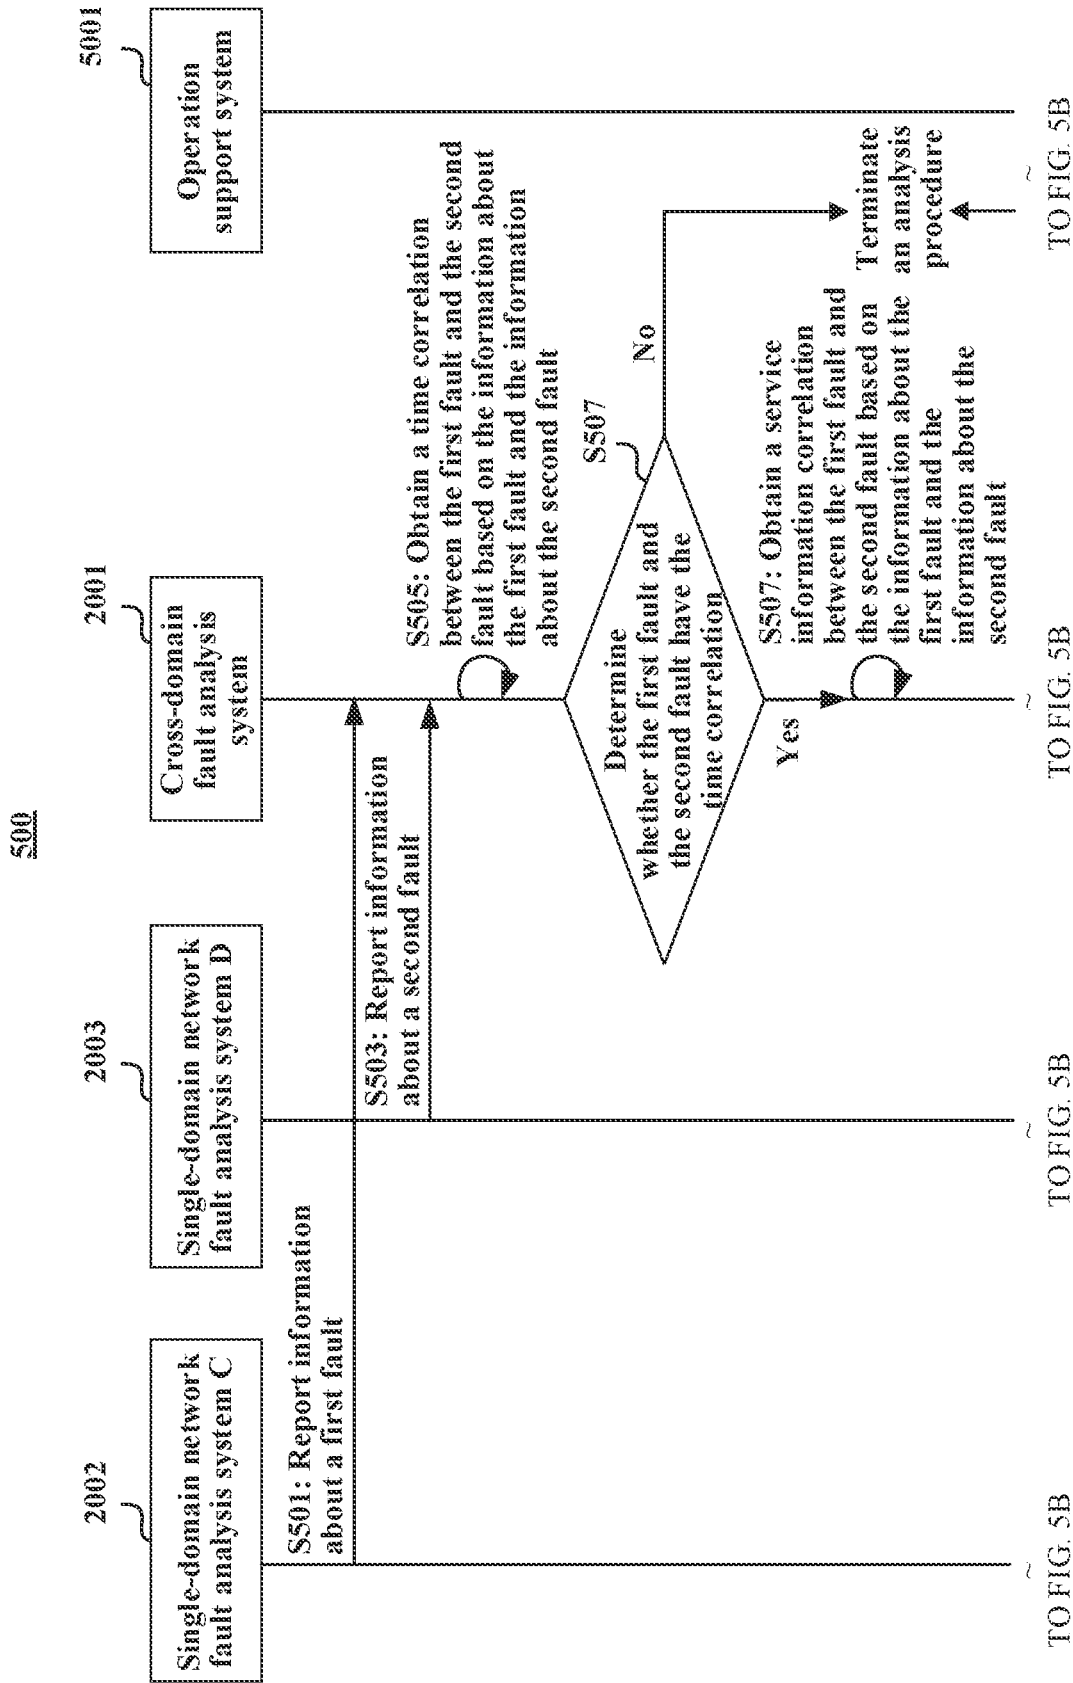 500
2002
Single-domain network
fault analysis system C
2003
Single-domain network
fault analysis system D
2001
Cross-domain
fault analysis
system
5001
Operation
support system
S501: Report information
about a first fault
S503: Report information
about a second fault
S505: Obtain a time correlation
between the first fault and the second
fault based on the information about
the first fault and the information
about the second fault
S507
Determine
whether the first fault and
the second fault have the
time correlation
No
Yes
S507: Obtain a service
information correlation
between the first fault and
the second fault based on
the information about the
first fault and the
information about the
second fault
Terminate
an analysis
procedure
~
TO FIG. 5B
~
TO FIG. 5B
~
TO FIG. 5B
~
TO FIG. 5B